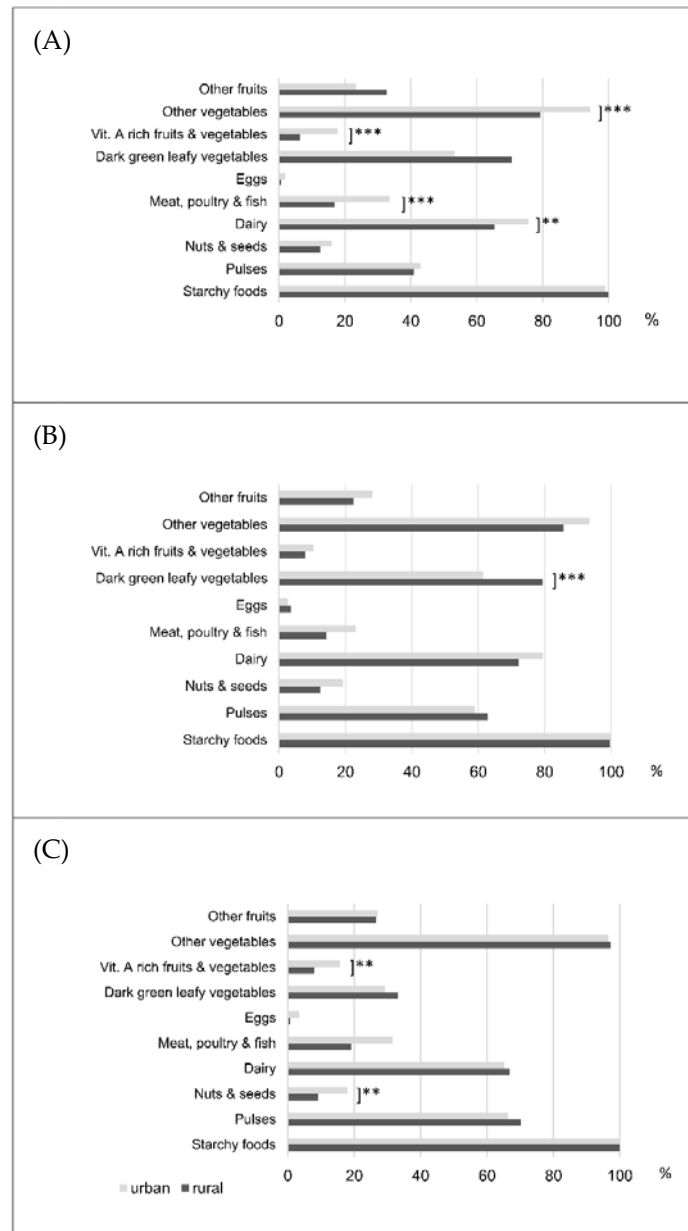 (A)
Other fruits
Other vegetables ]***
Vit. A rich fruits & vegetables ]***
Dark green leafy vegetables
Eggs
Meat, poultry & fish ]***
Dairy ]**
Nuts & seeds
Pulses
Starchy foods
0 20 40 60 80 100 %
(B)
Other fruits
Other vegetables
Vit. A rich fruits & vegetables
Dark green leafy vegetables ]***
Eggs
Meat, poultry & fish
Dairy
Nuts & seeds
Pulses
Starchy foods
0 20 40 60 80 100 %
(C)
Other fruits
Other vegetables
Vit. A rich fruits & vegetables ]**
Dark green leafy vegetables
Eggs
Meat, poultry & fish
Dairy
Nuts & seeds ]**
Pulses
Starchy foods
0 20 40 60 80 100 %
urban rural